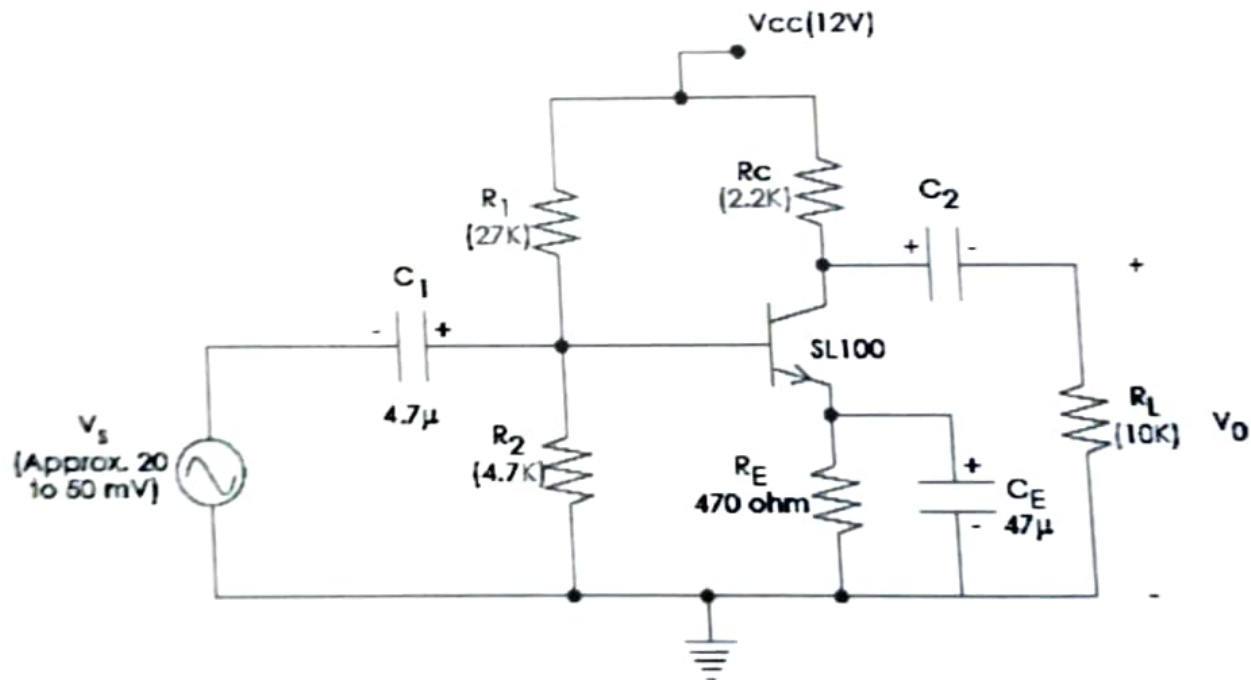 Vcc(12V)
R1
(27K)
Rc
(2.2K)
C2
+ -
+
C1
- +
4.7µ
SL100
Vs
(Approx. 20
to 50 mV)
R2
(4.7K)
RE
470 ohm
+
CE
47µ
-
RL
(10K)
VO
-